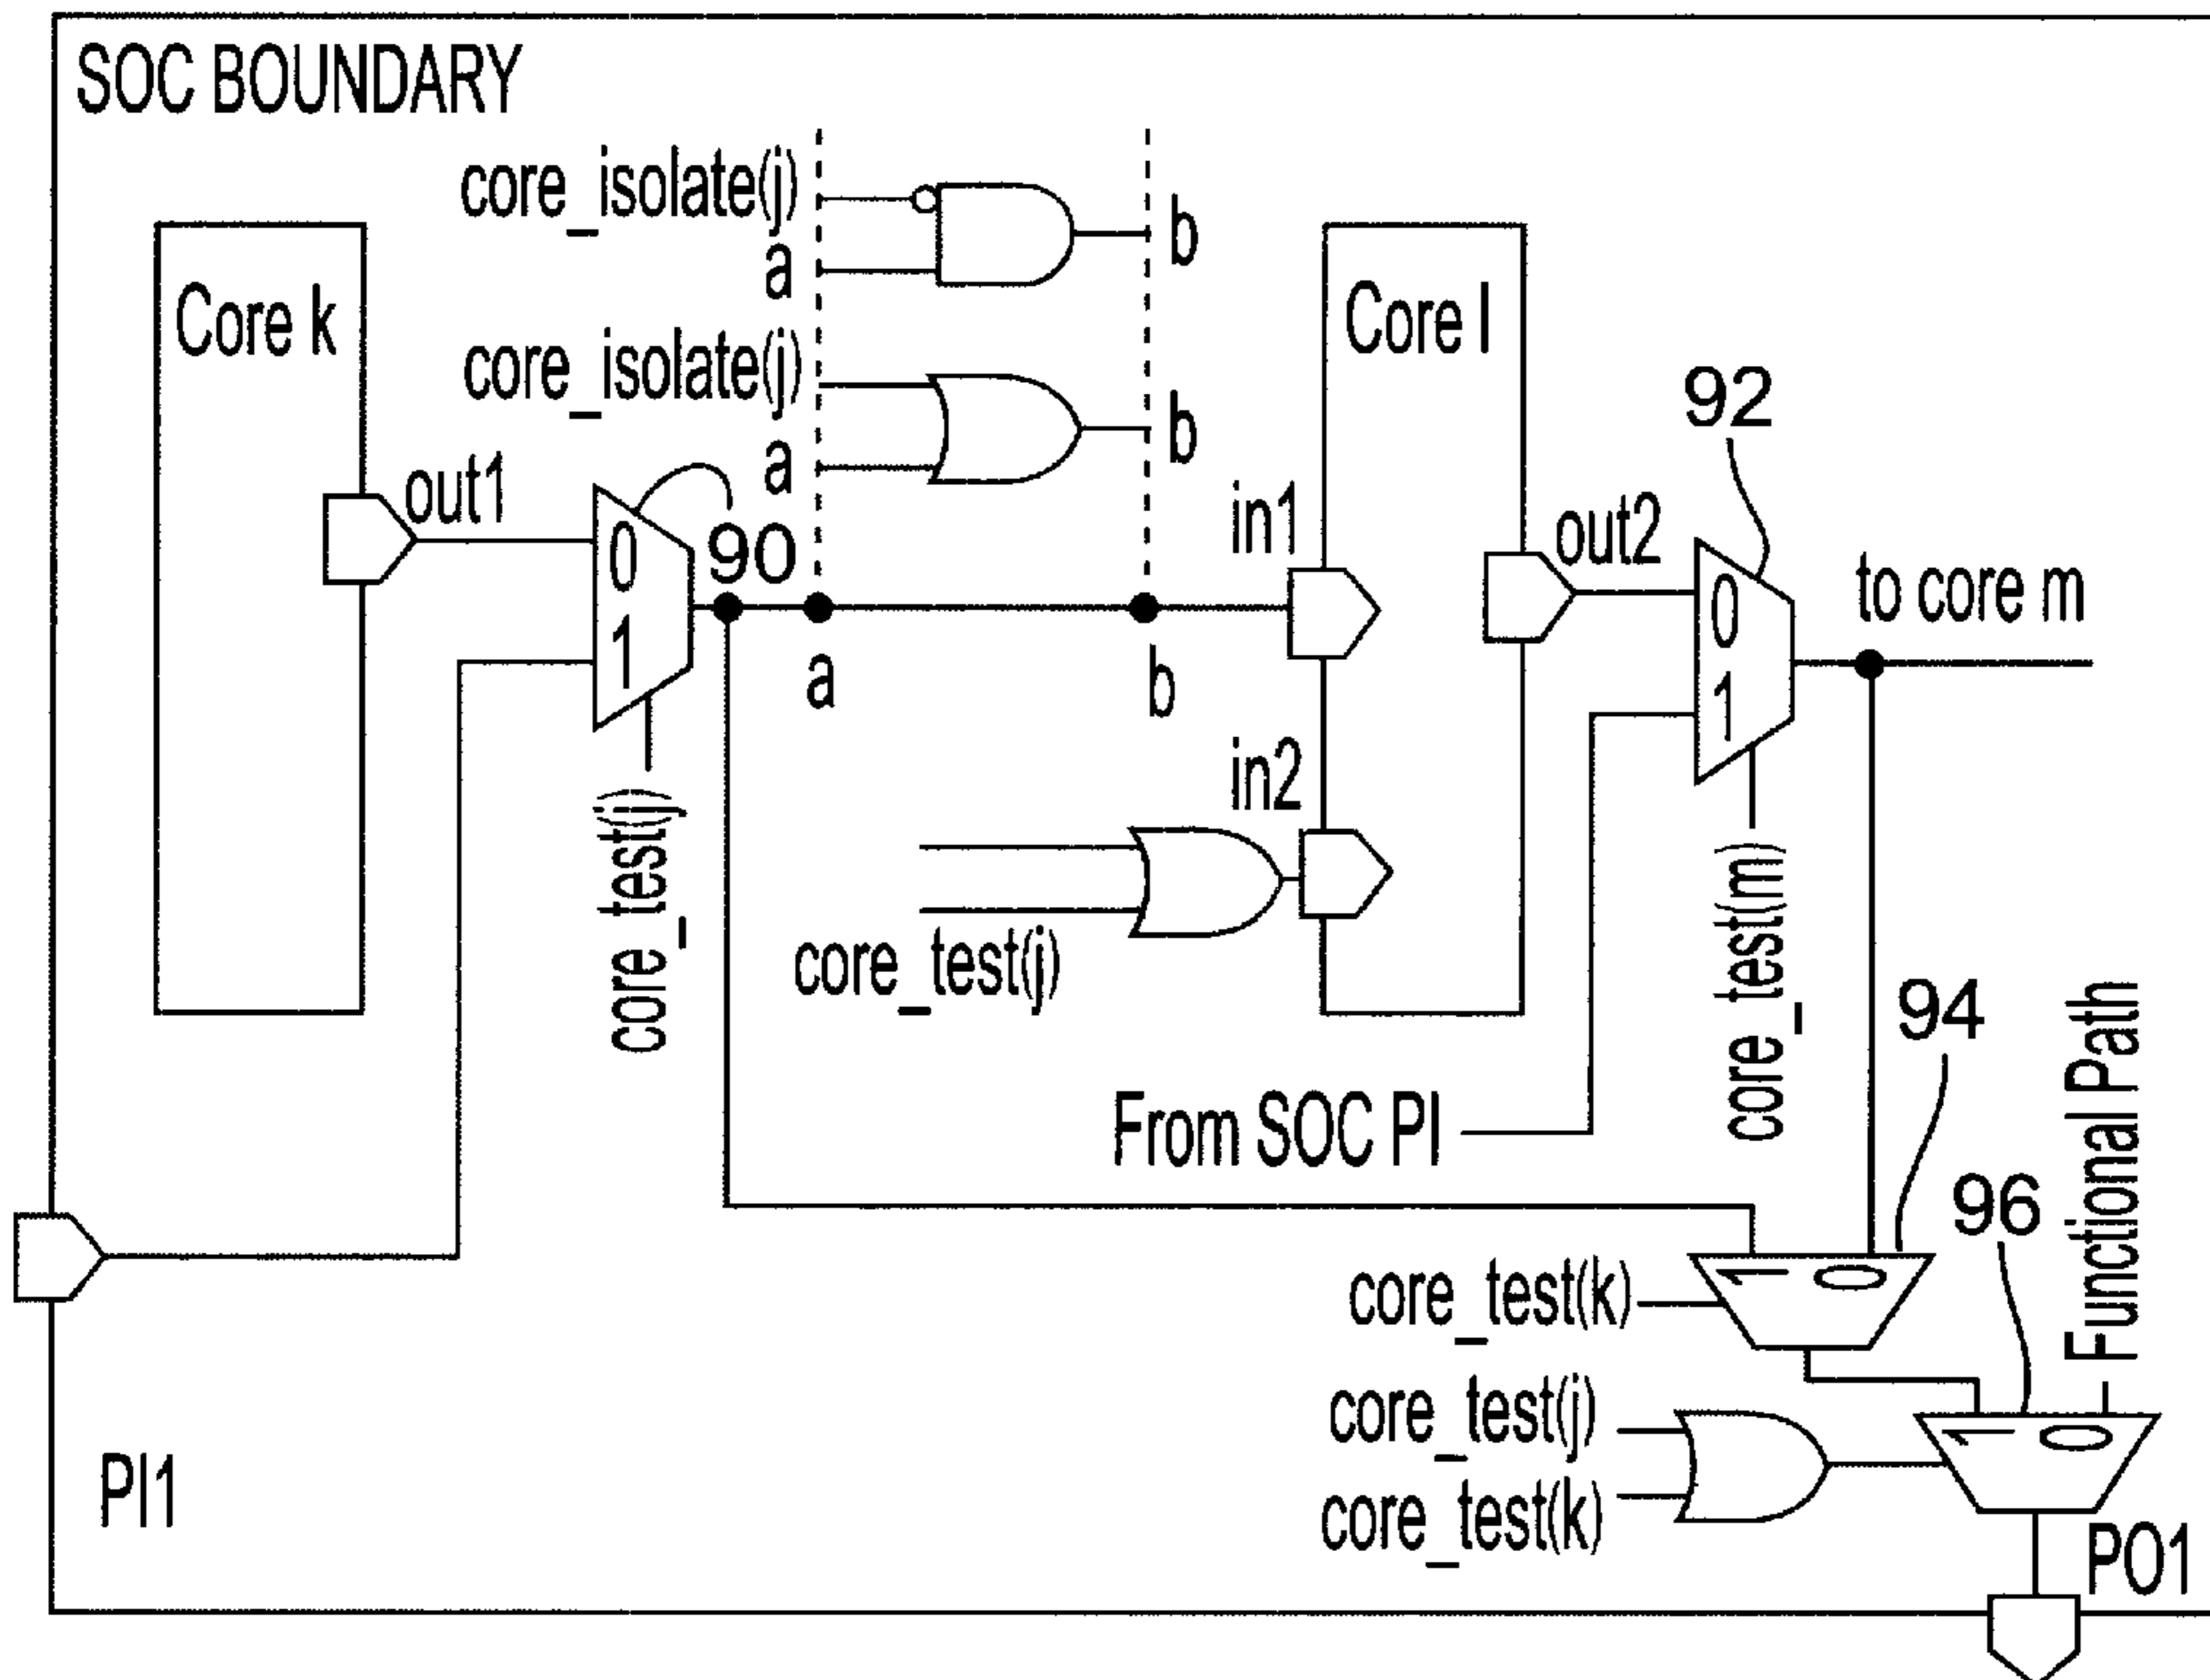 SOC BOUNDARY
core_isolate(j)
a
b
Core k
Core l
core_isolate(j)
a
b
92
out1
0
1
90
in1
out2
0
1
to core m
a
b
in2
core_test(j)
core_test(j)
core_test(m)
94
Functional Path
From SOC PI
96
core_test(k)
1 0
core_test(j)
1 0
core_test(k)
PI1
PO1